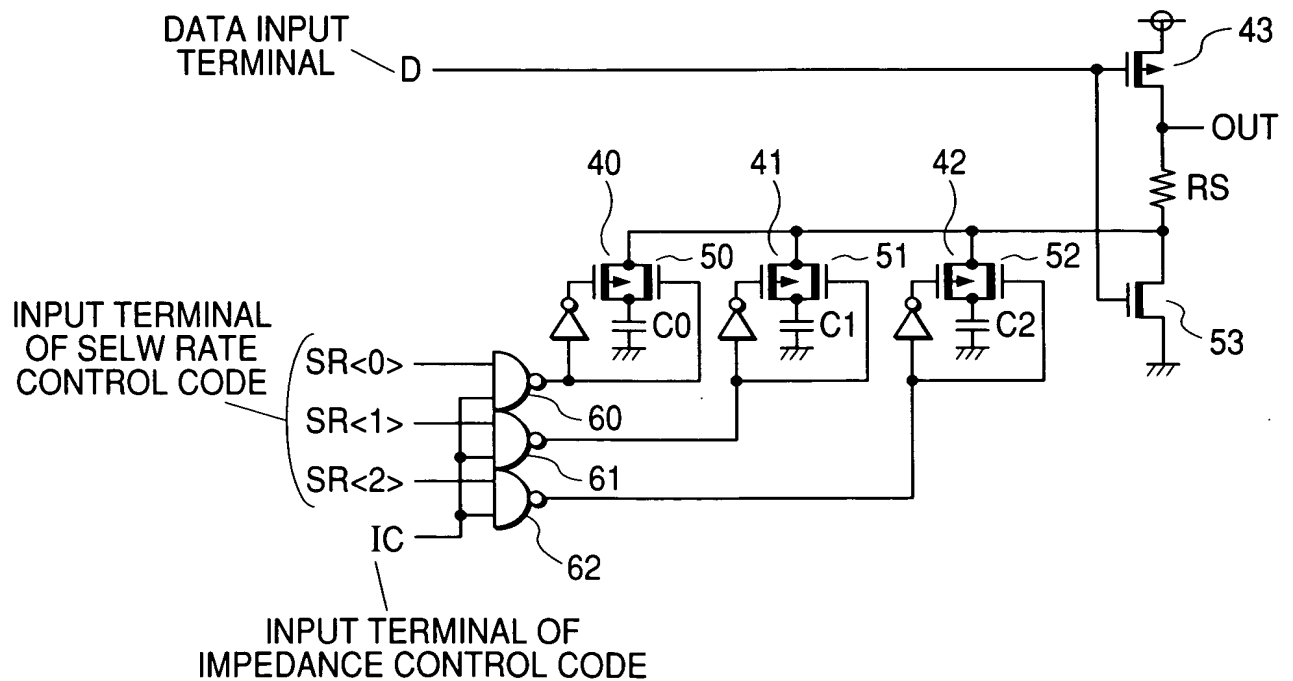 DATA INPUT
TERMINAL
D
43
OUT
RS
40
41
42
50
51
52
C0
C1
C2
53
INPUT TERMINAL
OF SELW RATE
CONTROL CODE
SR<0>
SR<1>
SR<2>
IC
60
61
62
INPUT TERMINAL OF
IMPEDANCE CONTROL CODE